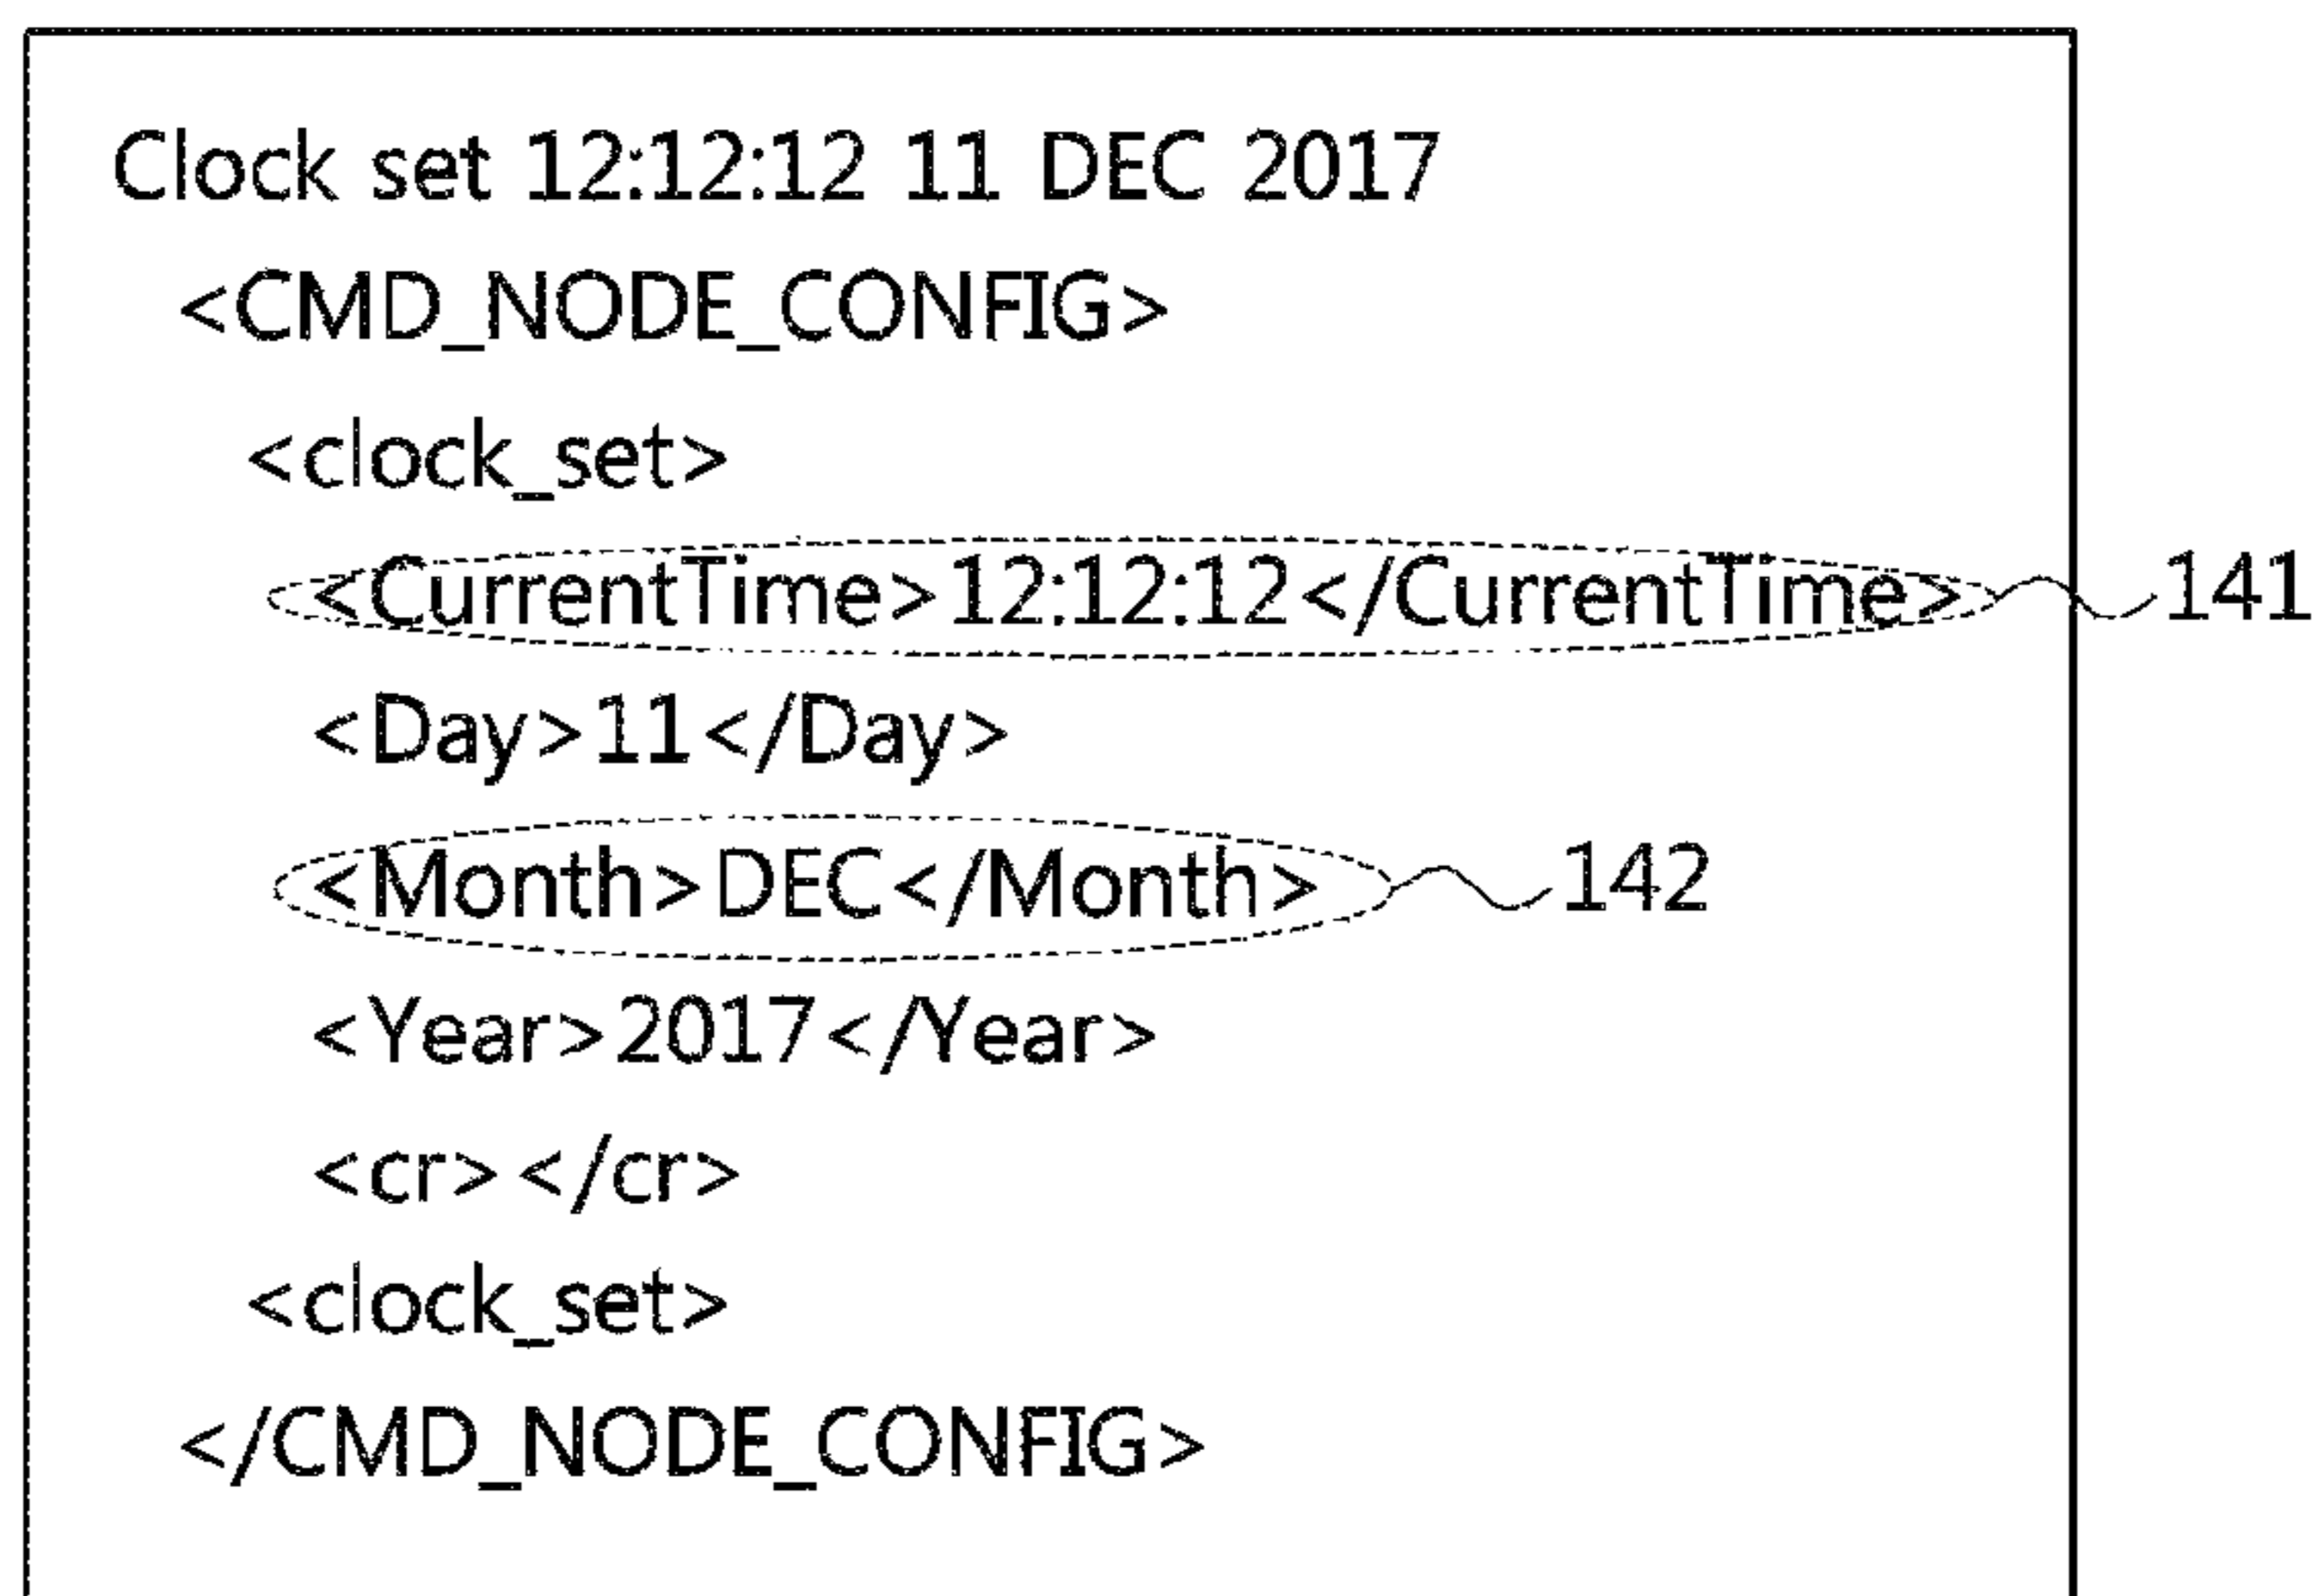 Clock set 12:12:12 11 DEC 2017
<CMD_NODE_CONFIG>
<clock_set>
<CurrentTime>12:12:12</CurrentTime> 141
<Day>11</Day>
<Month>DEC</Month> 142
<Year>2017</Year>
<cr></cr>
<clock_set>
</CMD_NODE_CONFIG>